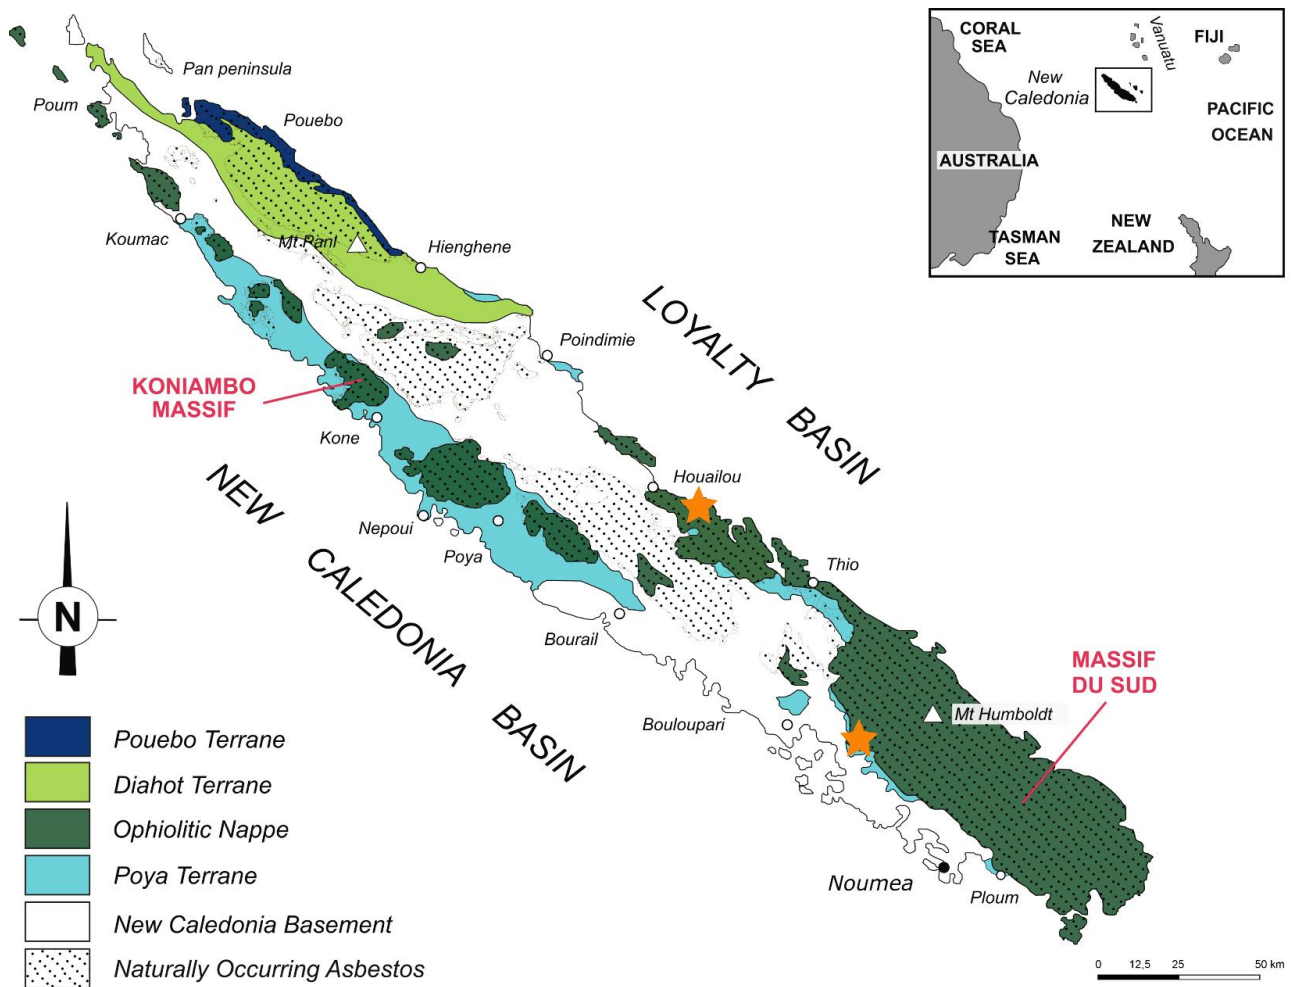 CORAL
SEA
Vanuatu
FIJI
New
Caledonia
PACIFIC
OCEAN
AUSTRALIA
NEW
ZEALAND
TASMAN
SEA
Pan peninsula
Poum
Pouebo
Koumac
Mt Panl
Hienghene
LOYALTY BASIN
Poindimie
KONIAMBO
MASSIF
Kone
Houailou
NEW CALEDONIA BASIN
Nepoui
Poya
Thio
N
Bourail
MASSIF
DU SUD
Bouloupari
Mt Humboldt
Noumea
Ploum
Pouebo Terrane
Diahot Terrane
Ophiolitic Nappe
Poya Terrane
New Caledonia Basement
Naturally Occurring Asbestos
0 12,5 25 50 km